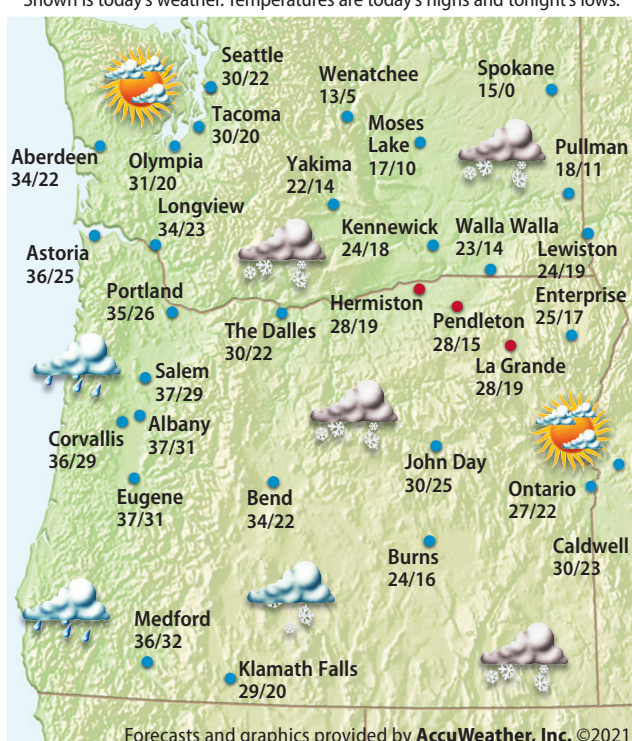 Shown is today's weather. Temperatures are today's highs and tonight's lows.
Seattle
30/22
Wenatchee
13/5
Spokane
15/0
Tacoma
30/20
Moses
Lake
17/10
Pullman
18/11
Aberdeen
34/22
Olympia
31/20
Yakima
22/14
Longview
34/23
Kennewick
24/18
Walla Walla
23/14
Lewiston
24/19
Astoria
36/25
Portland
35/26
The Dalles
30/22
Hermiston
28/19
Pendleton
28/15
Enterprise
25/17
La Grande
28/19
Salem
37/29
Albany
37/31
Corvallis
36/29
John Day
30/25
Ontario
27/22
Eugene
37/31
Bend
34/22
Caldwell
30/23
Burns
24/16
Medford
36/32
Klamath Falls
29/20
Forecasts and graphics provided by AccuWeather, Inc. ©2021